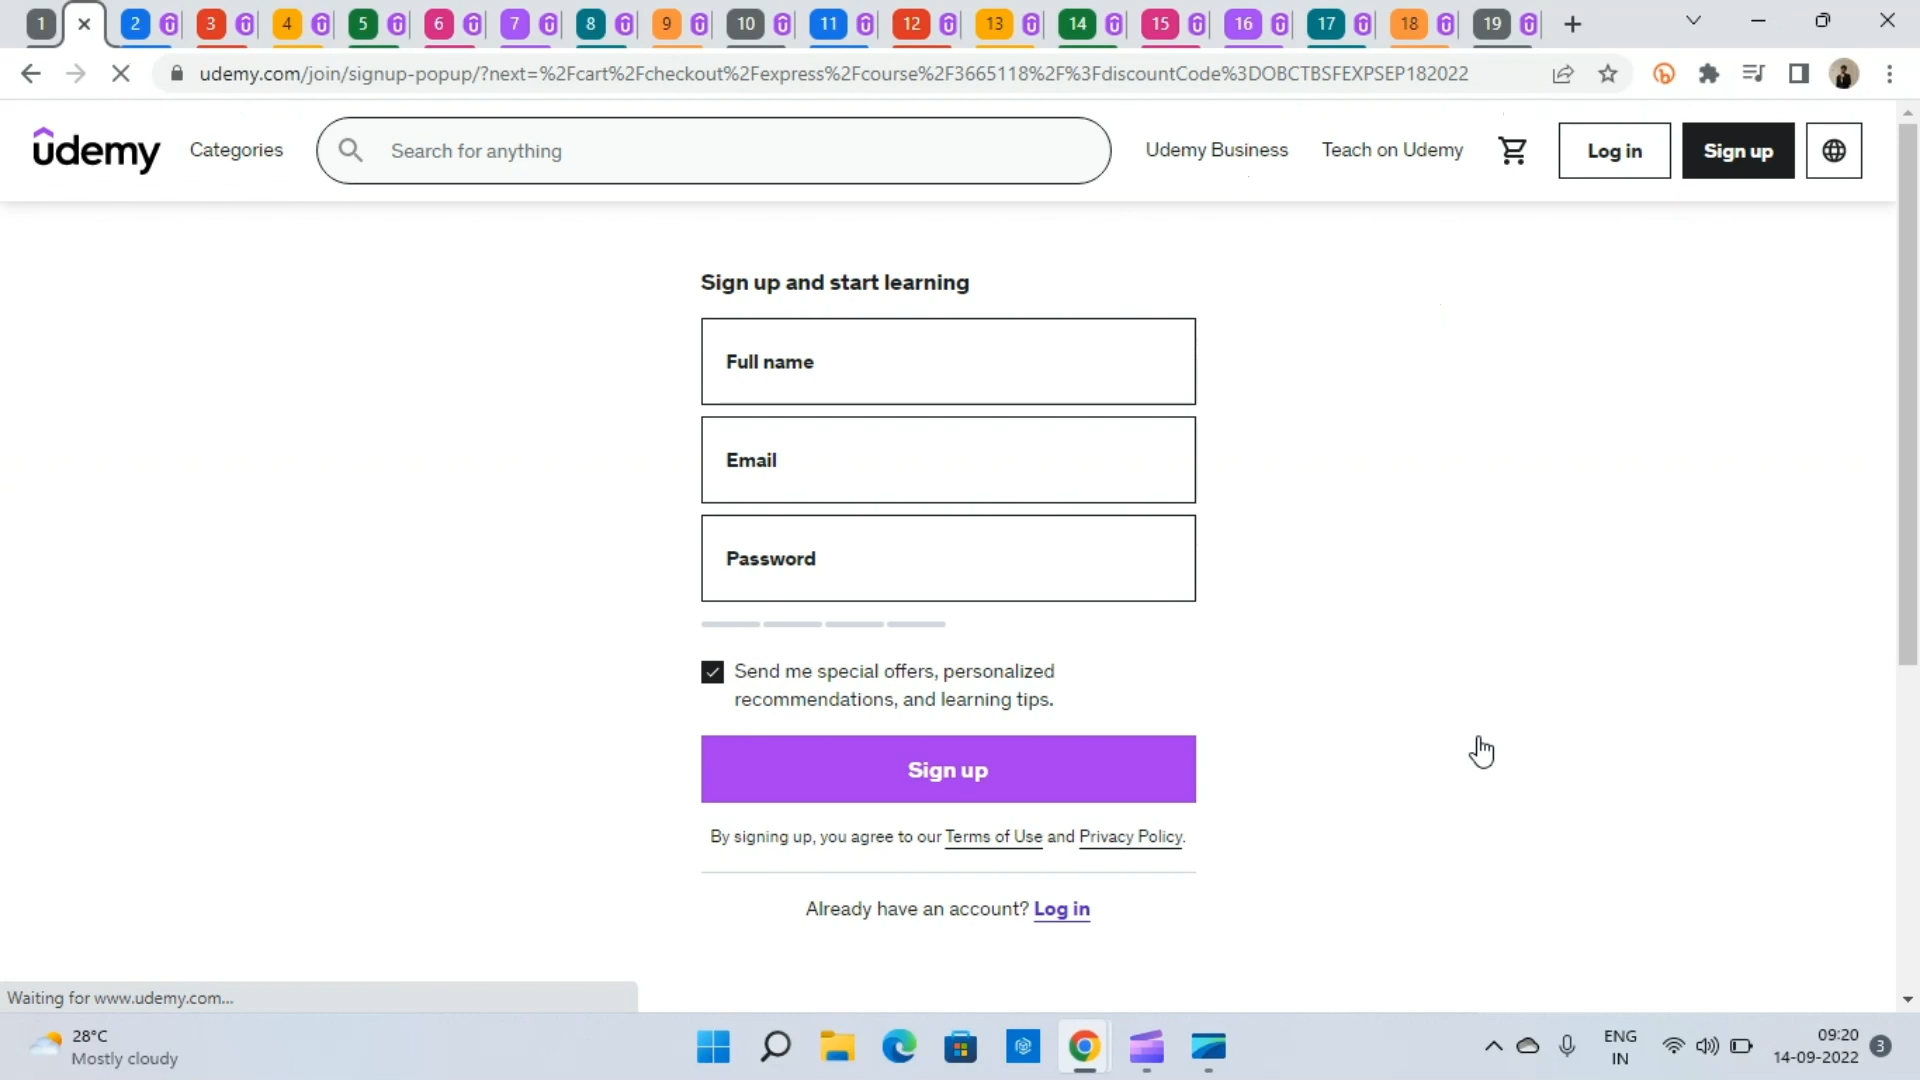 1 2 3 4 5 6 7 8 9 10 11 12 13 14 15 16 17 18 19
udemy.com/join/signup-popup/?next=%2Fcart%2Fcheckout%2Fexpress%2Fcourse%2F3665118%2F%3FdiscountCode%3DOBCTBSFEXPSEP182022
udemy Categories Search for anything Udemy Business Teach on Udemy Log in Sign up
Sign up and start learning
Full name
Email
Password
Send me special offers, personalized
recommendations, and learning tips.
Sign up
By signing up, you agree to our Terms of Use and Privacy Policy.
Already have an account? Log in
Waiting for www.udemy.com...
28°C
Mostly cloudy
ENG
IN
09:20
14-09-2022
3